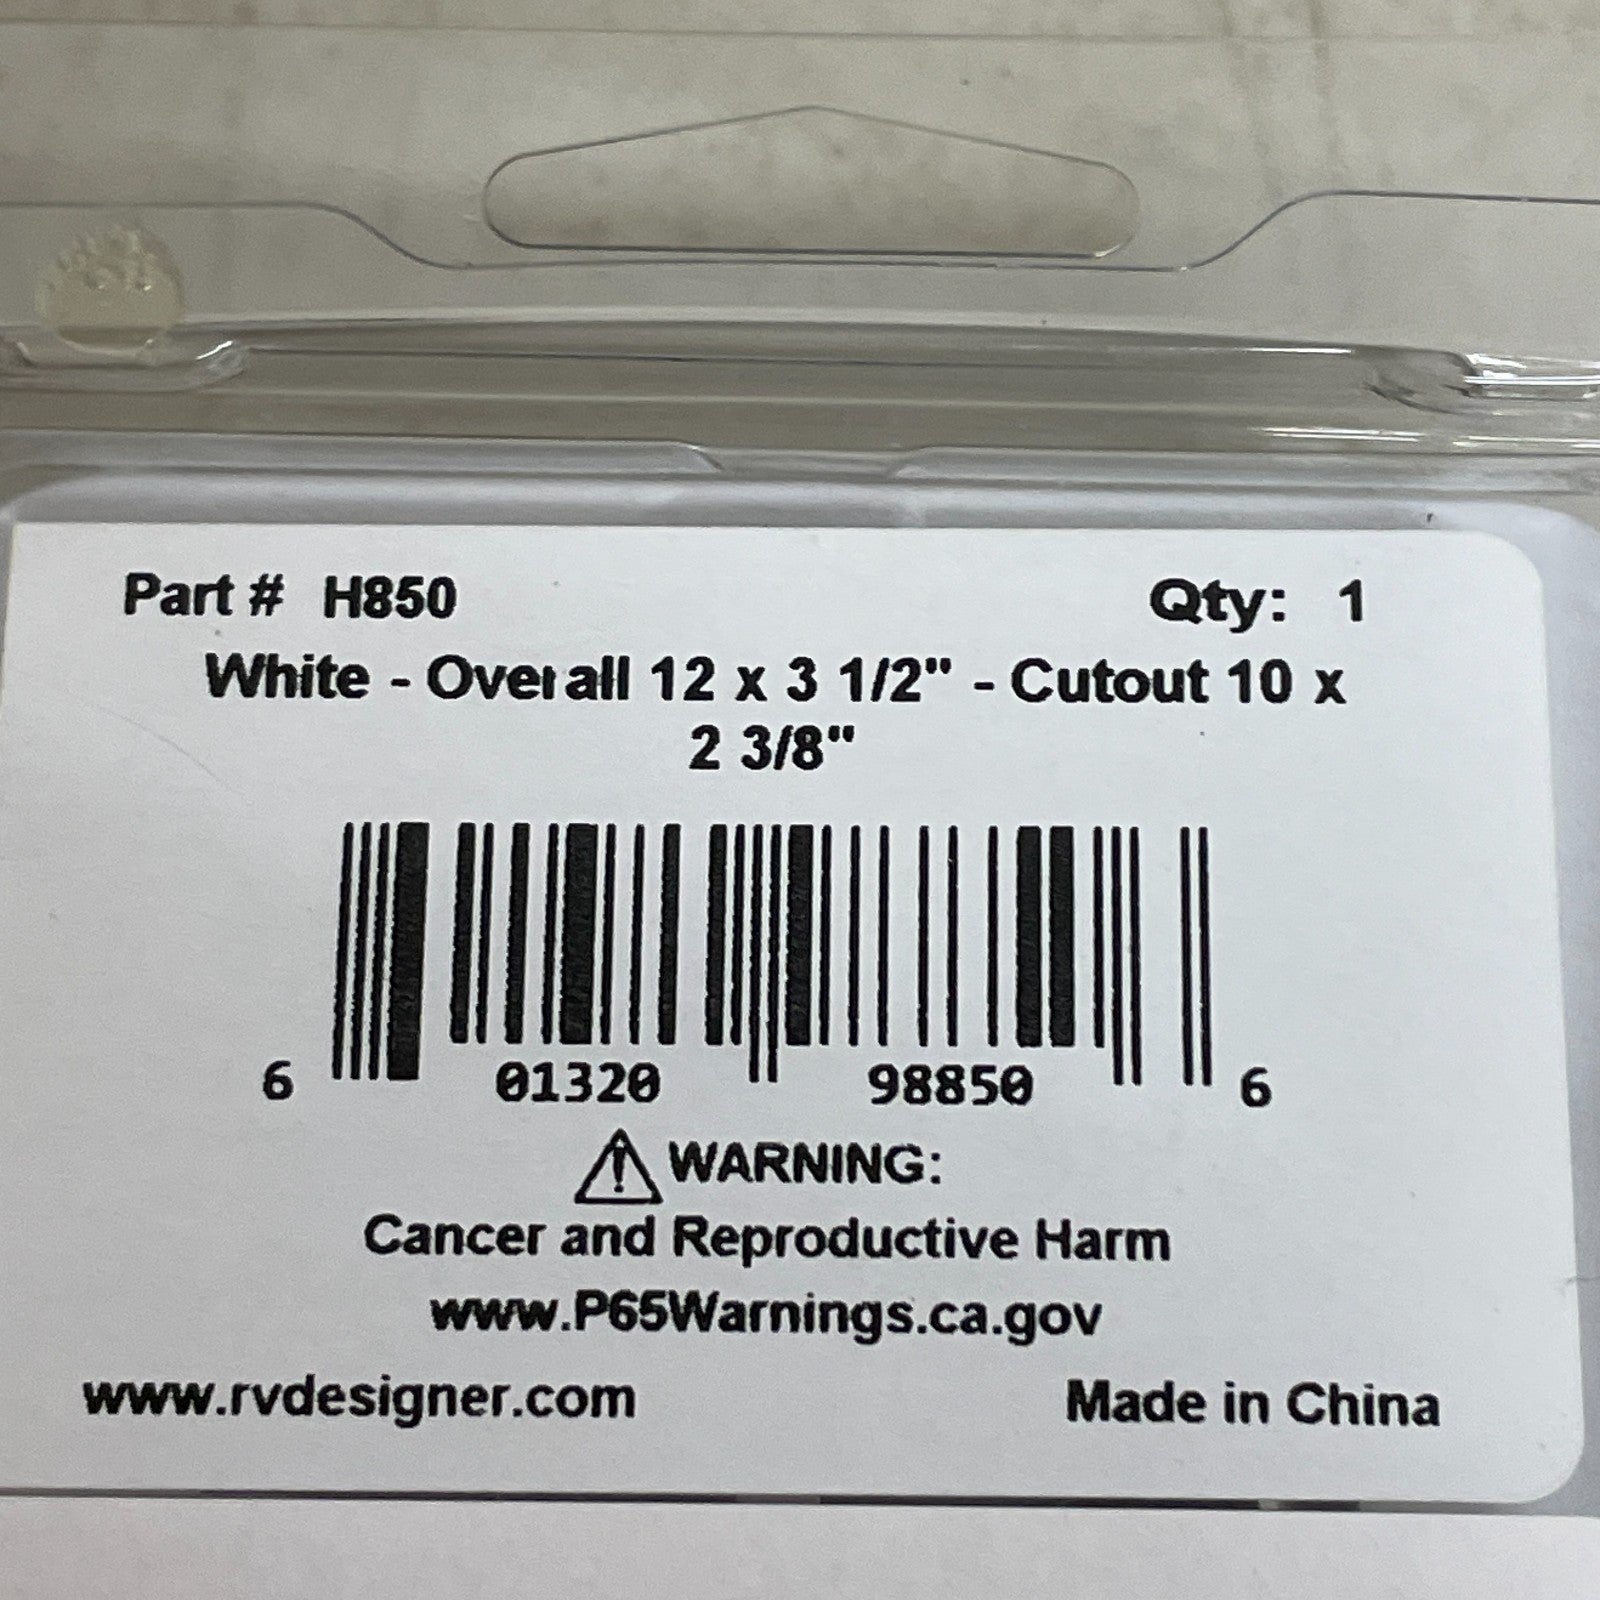 Part # H850 Qty: 1
White - Overall 12 x 3 1/2" - Cutout 10 x
2 3/8"
6 01320 98850 6
WARNING:
Cancer and Reproductive Harm
www.P65Warnings.ca.gov
www.rvdesigner.com Made in China